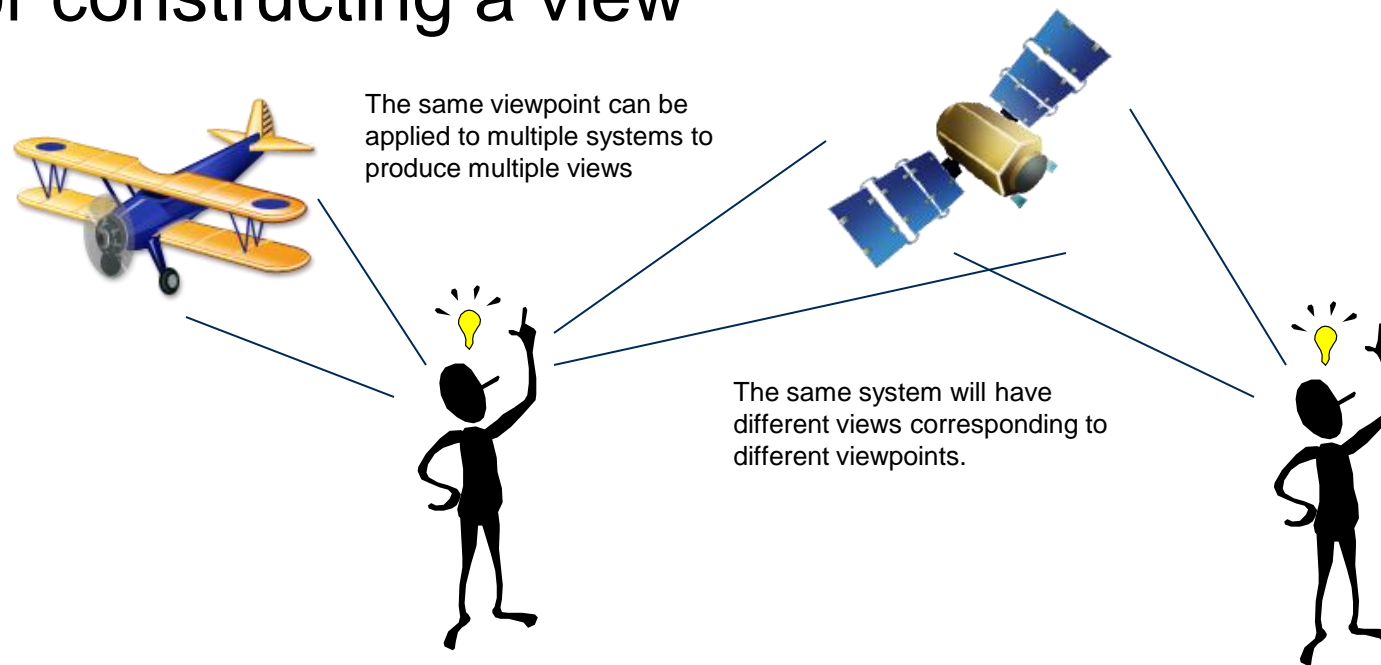 or constructing a view
The same viewpoint can be
applied to multiple systems to
produce multiple views
The same system will have
different views corresponding to
different viewpoints.